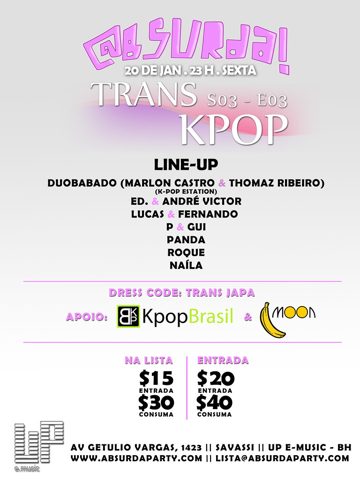 @bsurda!
20 DE JAN . 23 H . SEXTA
TRANS S03 - E03
KPOP
LINE-UP
DUOBABADO (MARLON CASTRO & THOMAZ RIBEIRO)
(K-POP ESTATION)
ED. & ANDRÉ VICTOR
LUCAS & FERNANDO
P & GUI
PANDA
ROQUE
NAÍLA
DRESS CODE: TRANS JAPA
APOIO: BK KpopBrasil & MOON
NA LISTA ENTRADA
$15 $20
ENTRADA ENTRADA
$30 $40
CONSUMA CONSUMA
UP
e.music
AV GETULIO VARGAS, 1423 || SAVASSI || UP E-MUSIC - BH
WWW.ABSURDAPARTY.COM || LISTA@ABSURDAPARTY.COM